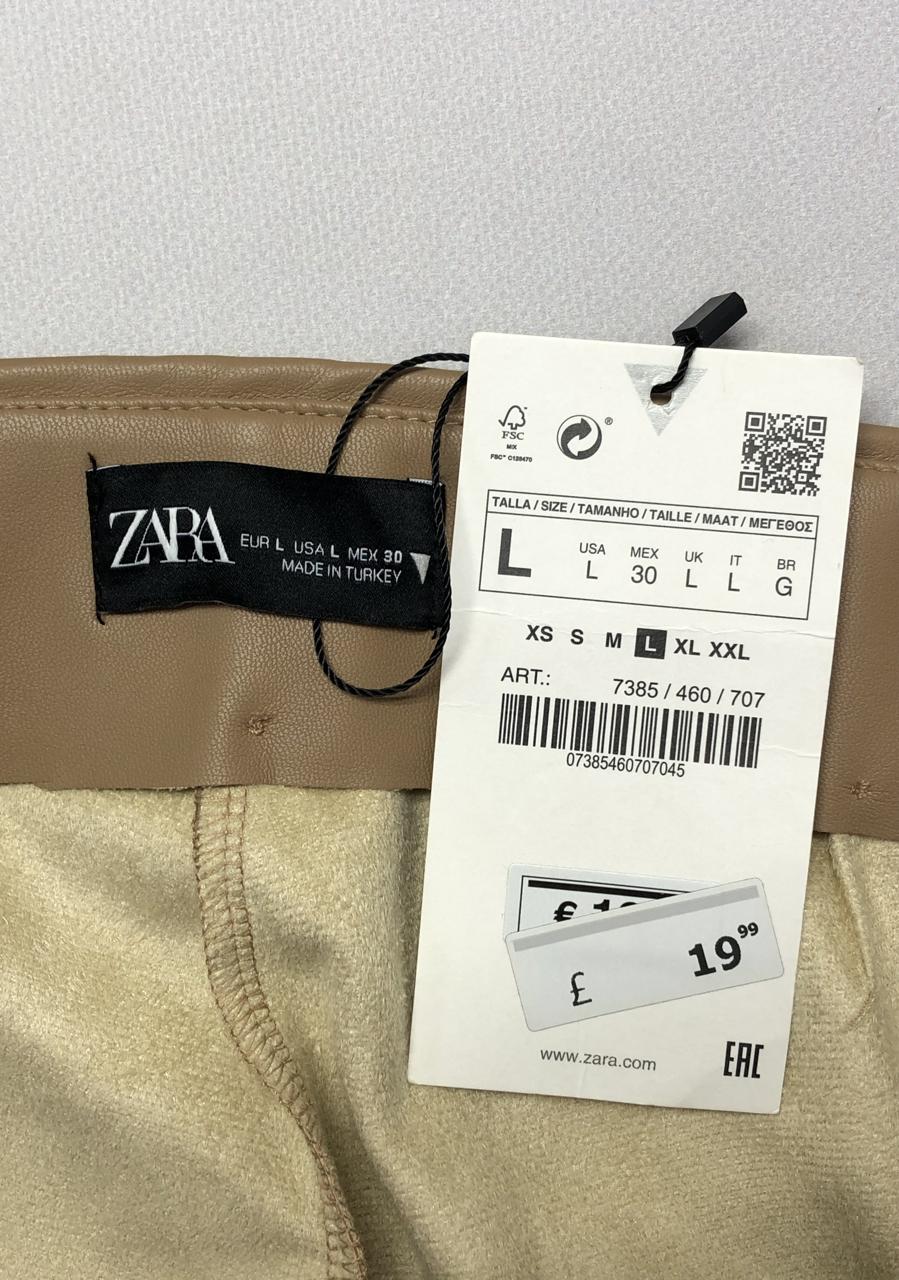 ZARA
EUR L USA L MEX 30
MADE IN TURKEY
FSC
MIX
FSC™ C128470
®
TALLA / SIZE / TAMANHO / TAILLE / MAAT / ΜΕΓΕΘΟΣ
L
USA MEX UK IT BR
L 30 L L G
XS S M L XL XXL
ART.: 7385 / 460 / 707
07385460707045
£
£ 19⁹⁹
www.zara.com
EAC